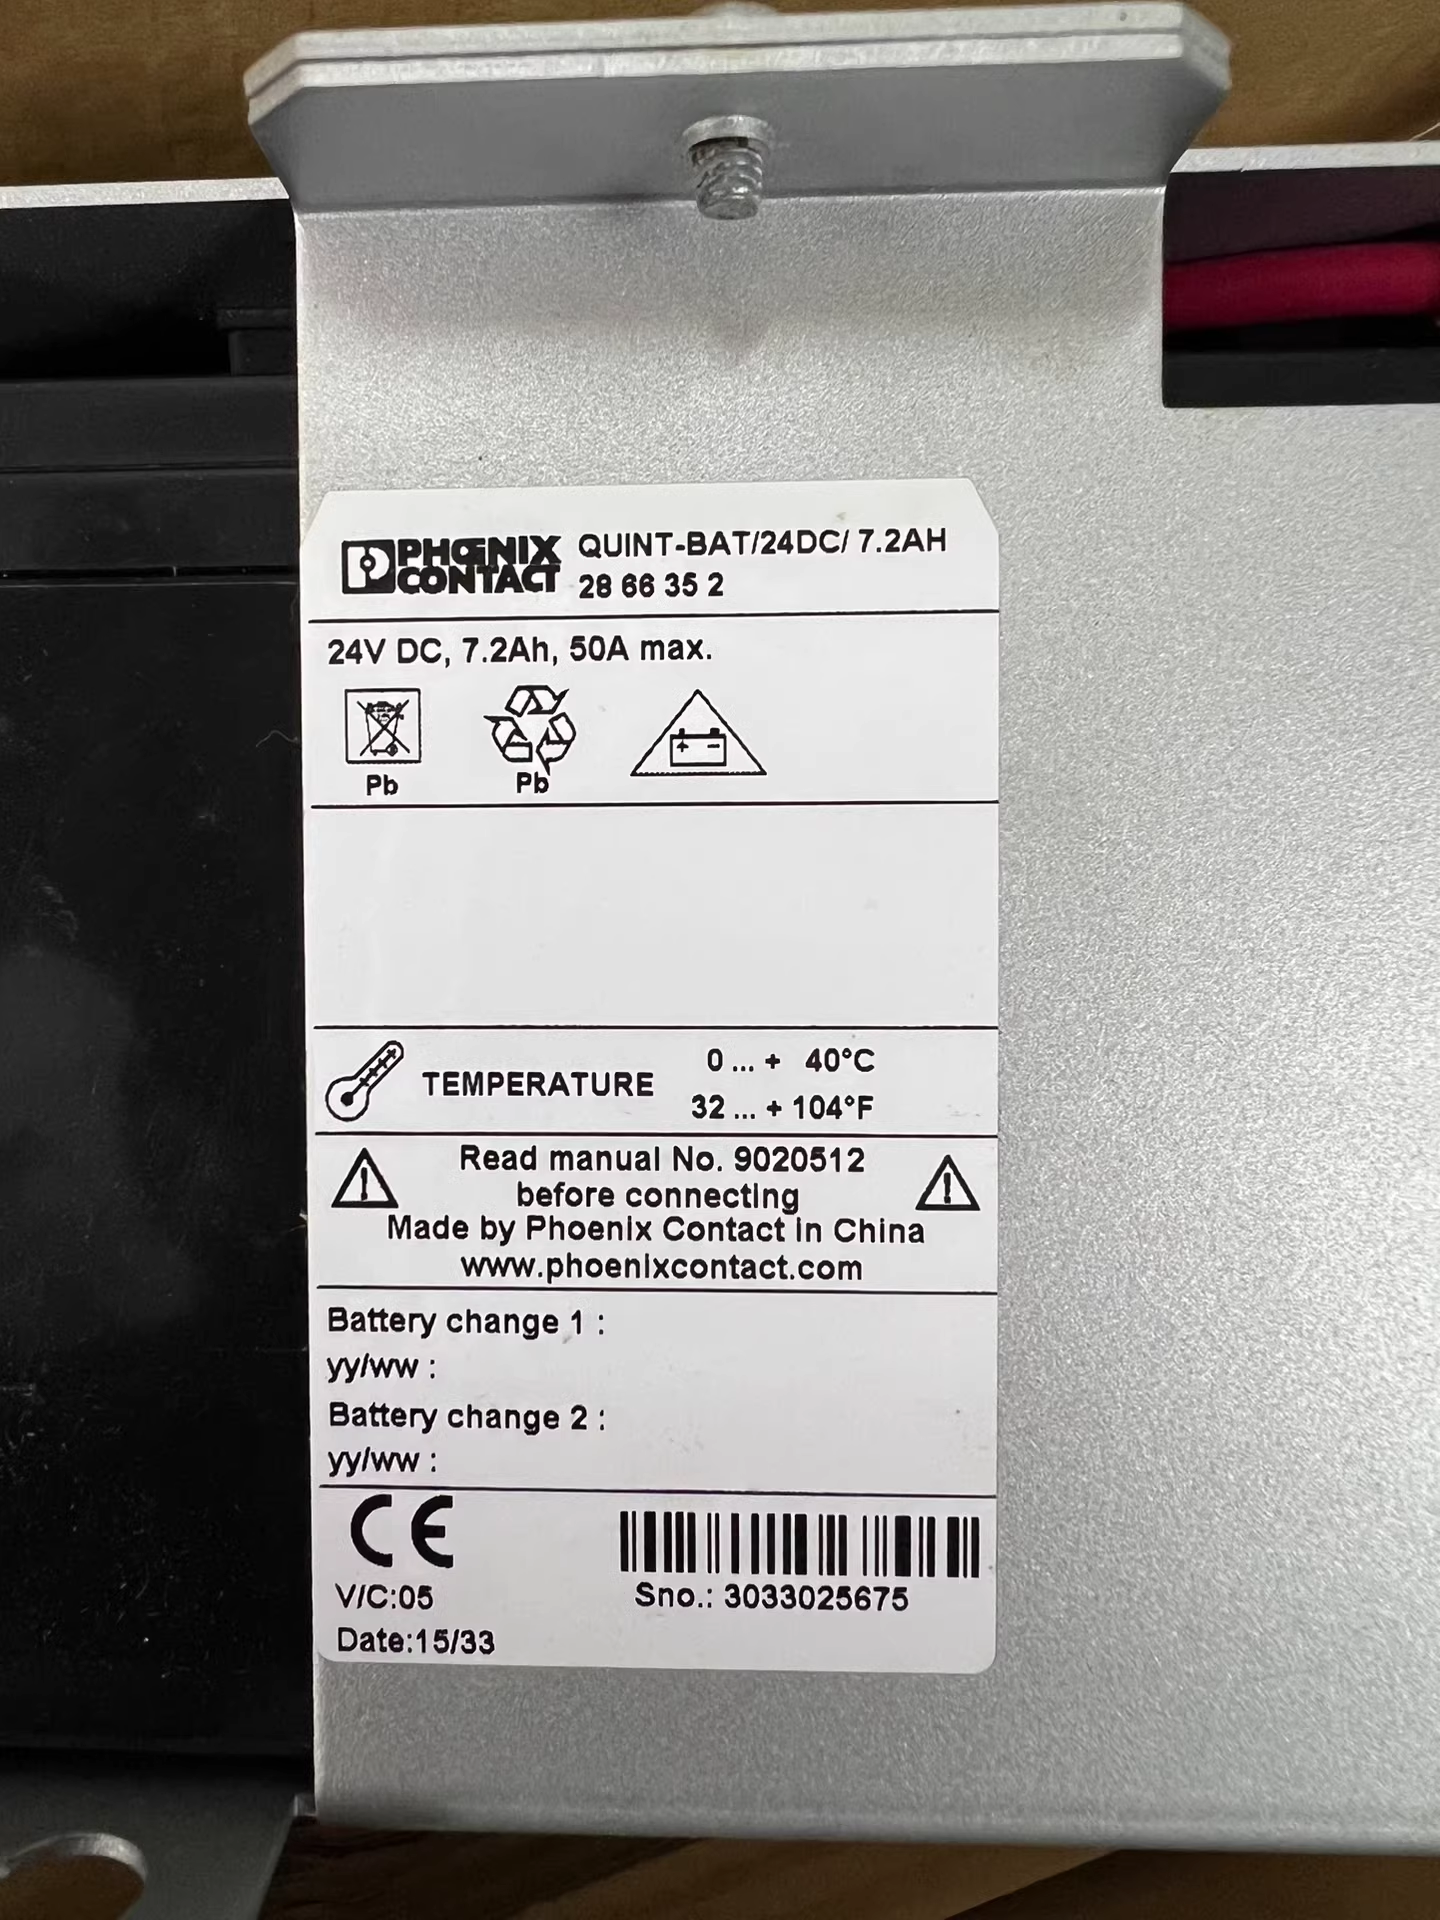 PHOENIX
CONTACT
QUINT-BAT/24DC/ 7.2AH
28 66 35 2
24V DC, 7.2Ah, 50A max.
Pb
Pb
TEMPERATURE
0 ... + 40°C
32 ... + 104°F
Read manual No. 9020512
before connecting
Made by Phoenix Contact in China
www.phoenixcontact.com
Battery change 1 :
yy/ww :
Battery change 2 :
yy/ww :
CE
V/C:05
Sno.: 3033025675
Date:15/33